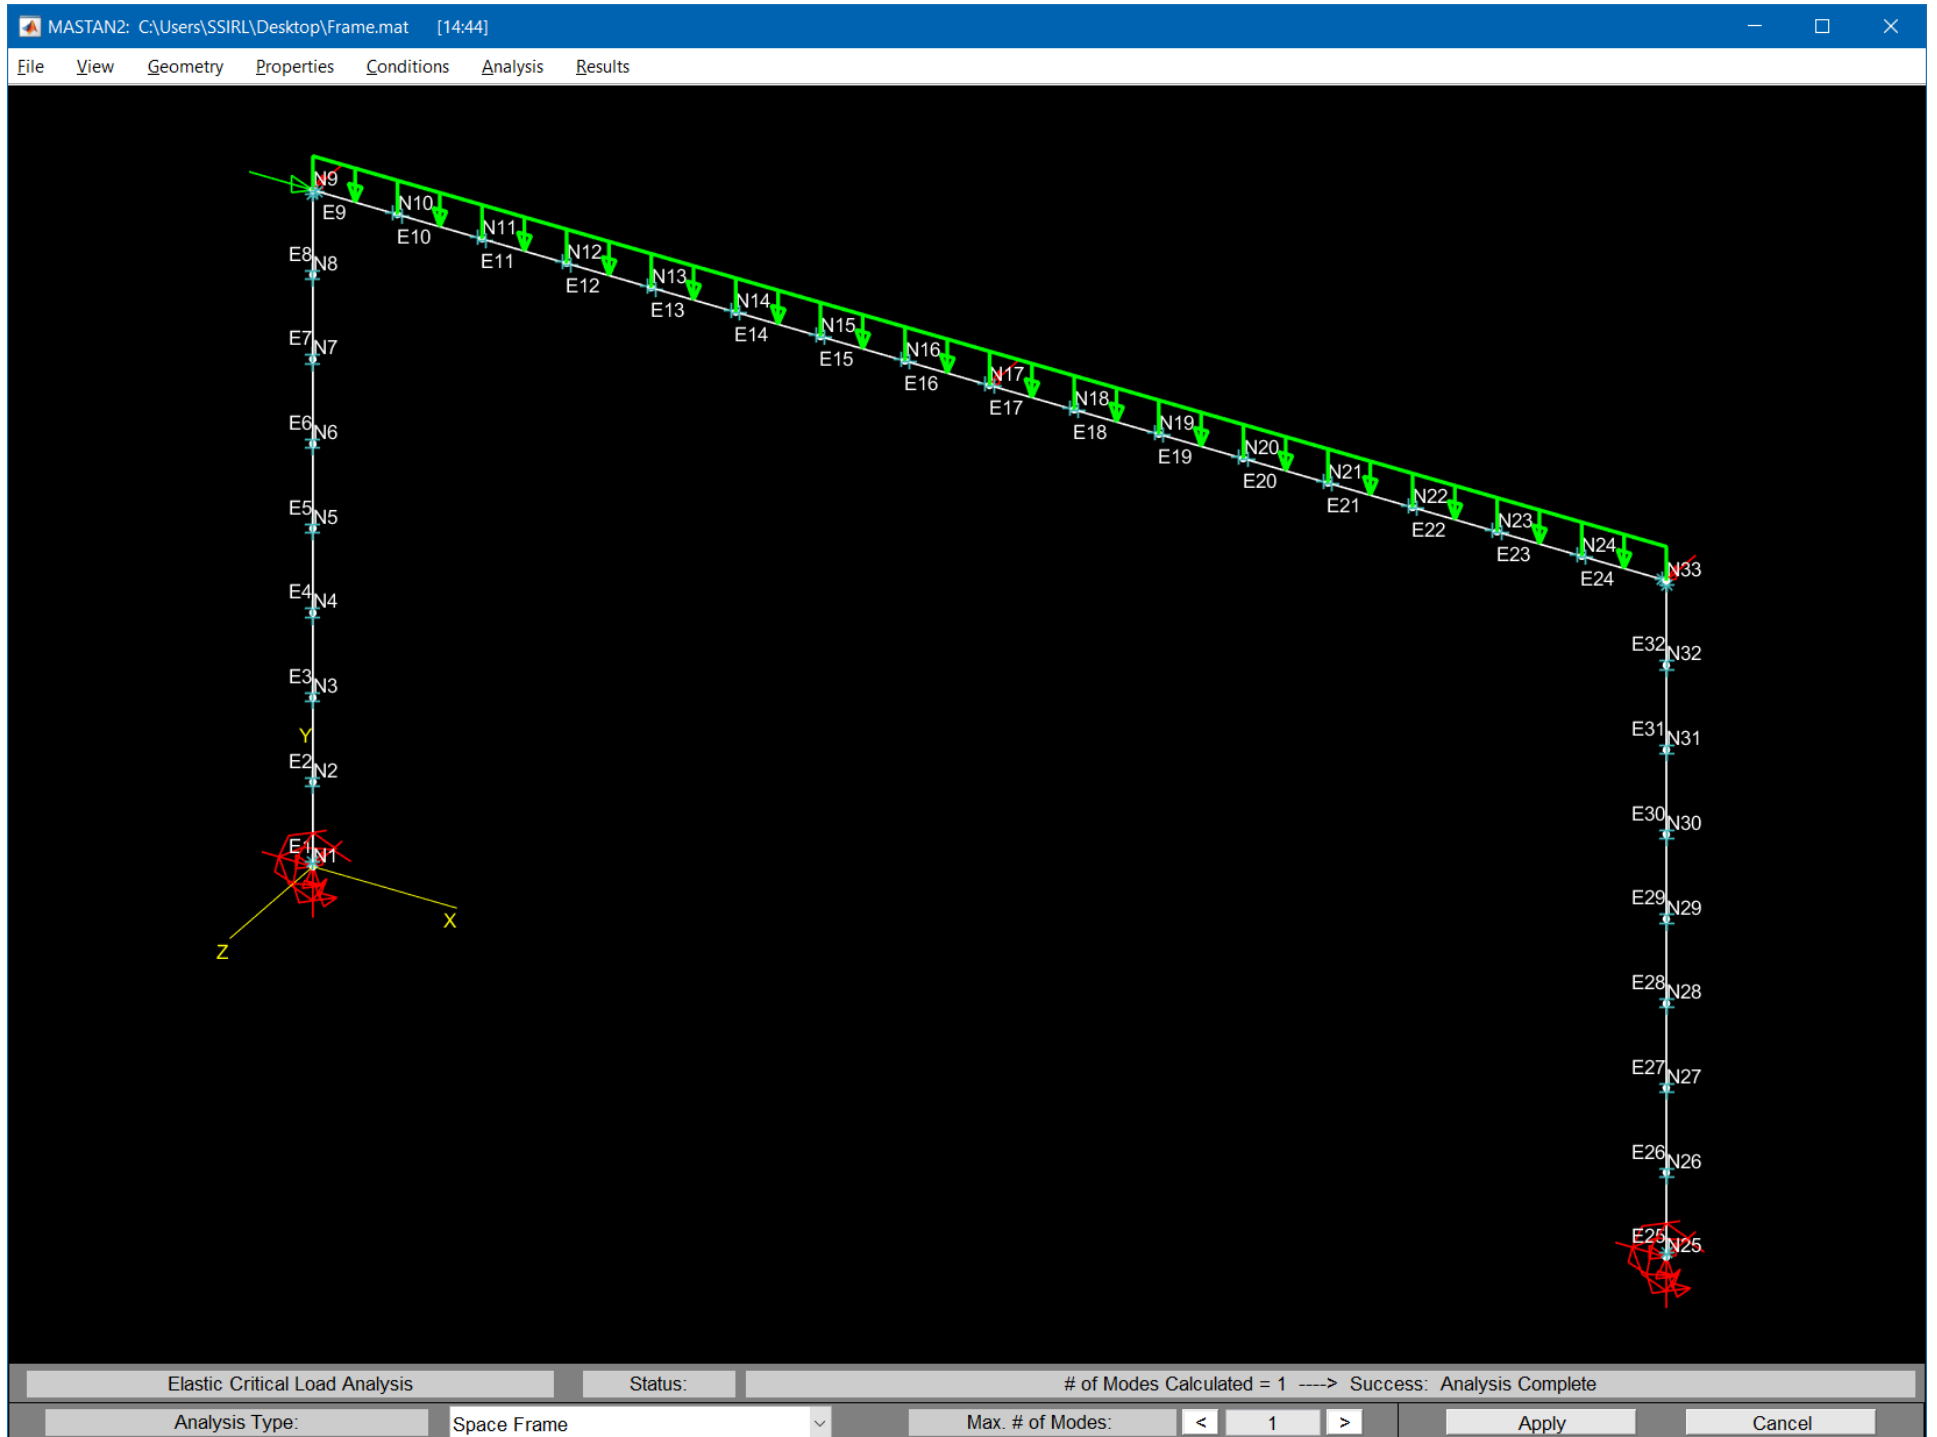 MASTAN2: C:\Users\SSIRL\Desktop\Frame.mat [14:44]
File View Geometry Properties Conditions Analysis Results
N9
E9
N10
E10
N11
E11
N12
E12
N13
E13
N14
E14
N15
E15
N16
E16
N17
E17
N18
E18
N19
E19
N20
E20
N21
E21
N22
E22
N23
E23
N24
E24
N33
E8 N8
E7 N7
E6 N6
E5 N5
E4 N4
E3 N3
Y
E2 N2
E1 N1
X
Z
E32 N32
E31 N31
E30 N30
E29 N29
E28 N28
E27 N27
E26 N26
E25 N25
Elastic Critical Load Analysis Status: # of Modes Calculated = 1 ----> Success: Analysis Complete
Analysis Type: Space Frame Max. # of Modes: < 1 > Apply Cancel